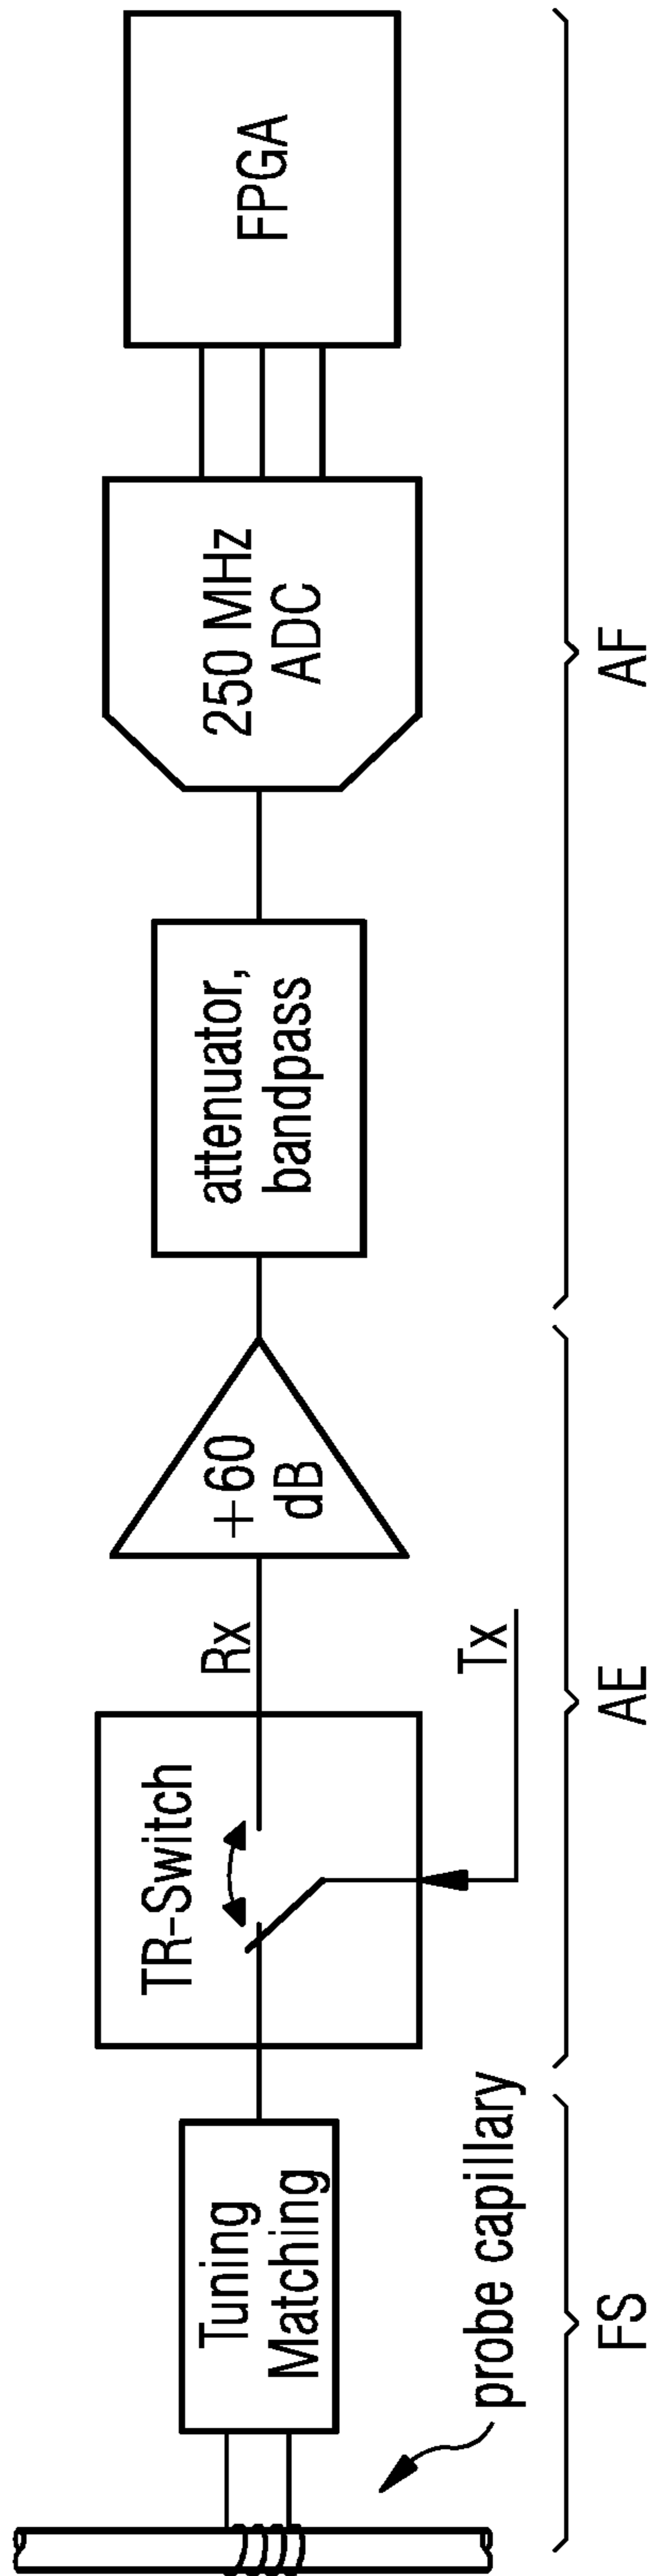 probe capillary
Tuning
Matching
TR-Switch
Rx
Tx
+60
dB
attenuator,
bandpass
250 MHz
ADC
FPGA
FS
AE
AF